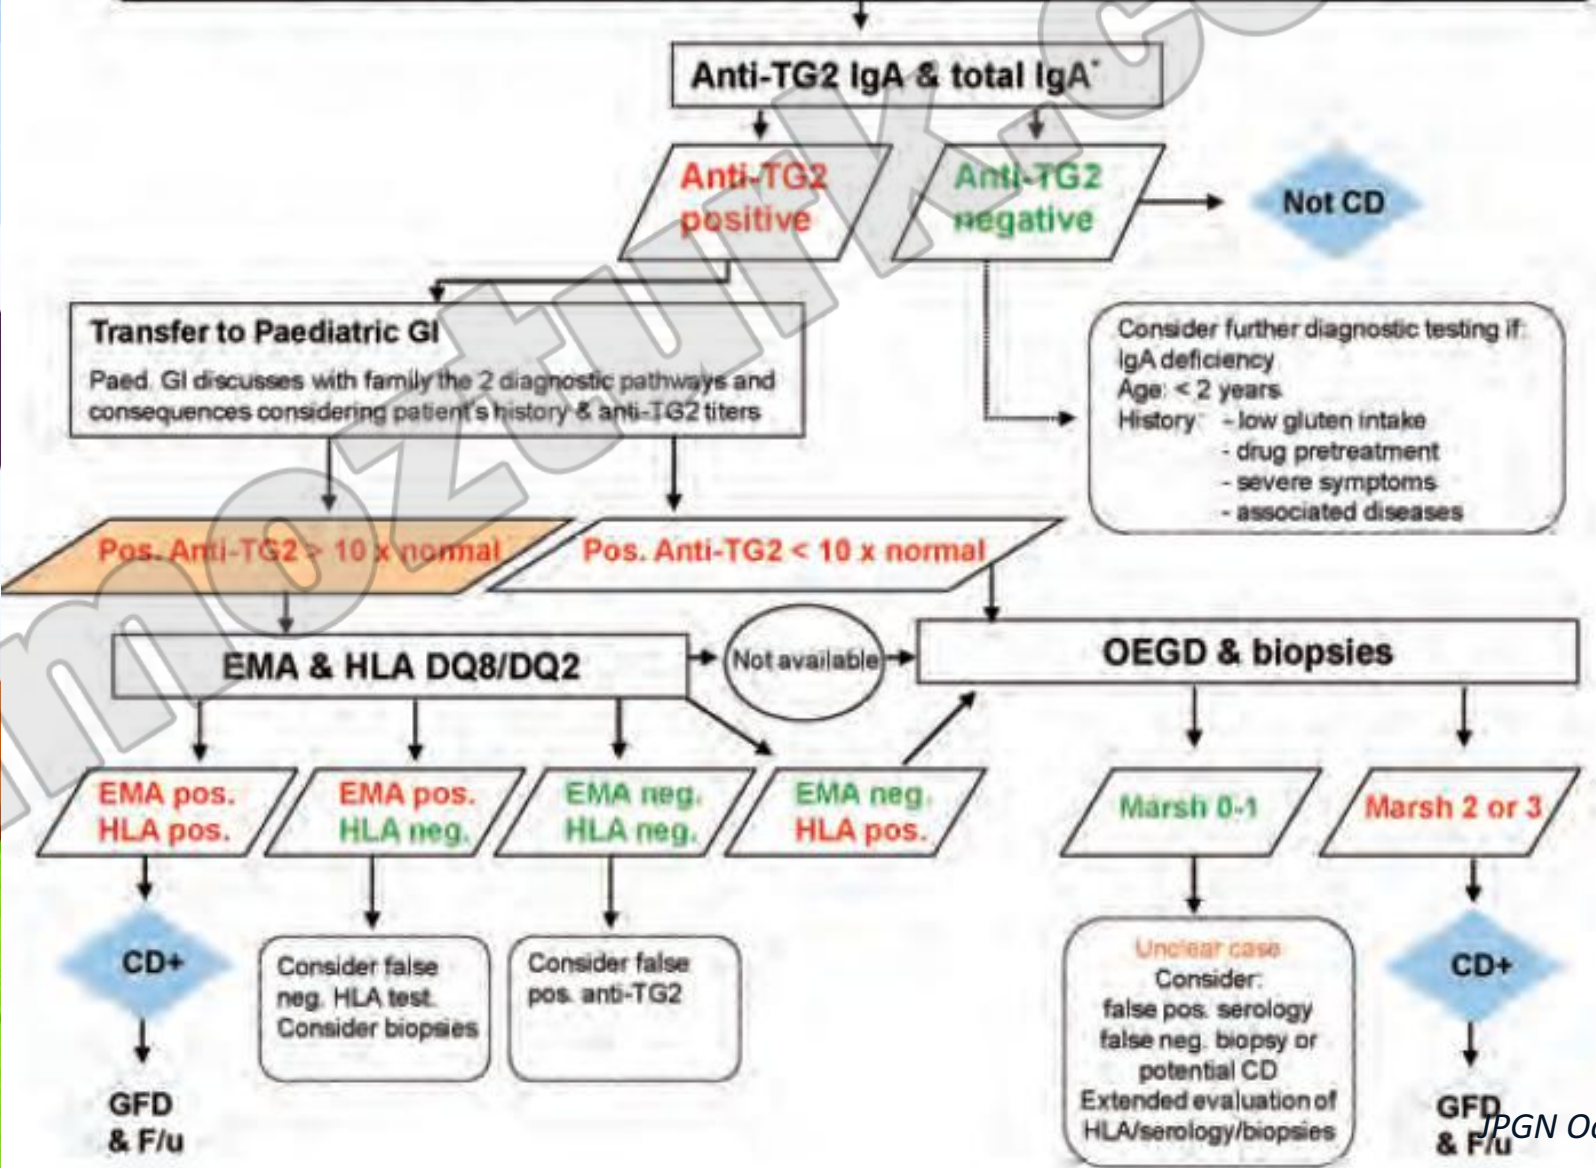 Anti-TG2 IgA & total IgA*
Anti-TG2
positive
Anti-TG2
negative
Not CD
Transfer to Paediatric GI
Paed. GI discusses with family the 2 diagnostic pathways and
consequences considering patient's history & anti-TG2 titers
Consider further diagnostic testing if:
IgA deficiency
Age: < 2 years
History: - low gluten intake
- drug pretreatment
- severe symptoms
- associated diseases
Pos. Anti-TG2 > 10 x normal
Pos. Anti-TG2 < 10 x normal
EMA & HLA DQ8/DQ2
Not available
OEGD & biopsies
EMA pos.
HLA pos.
EMA pos.
HLA neg.
EMA neg.
HLA neg.
EMA neg.
HLA pos.
Marsh 0-1
Marsh 2 or 3
CD+
Consider false
neg. HLA test.
Consider biopsies
Consider false
pos. anti-TG2
Unclear case
Consider:
false pos. serology
false neg. biopsy or
potential CD
Extended evaluation of
HLA/serology/biopsies
CD+
GFD
& F/u
GFD
& F/u
JPGN Oc
mozturk.co